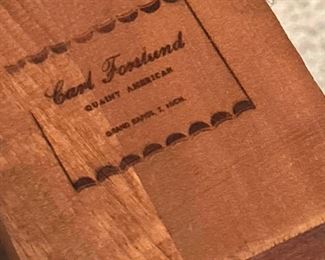 Carl Forslund
QUAINT AMERICAN
GRAND RAPIDS, MICH.